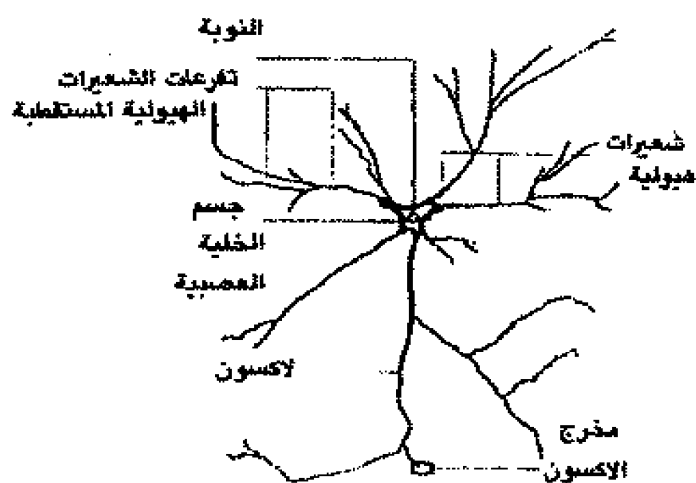 النوبة
تفرعات الشعيرات
الهيولية المستقطبة
شعيرات
هيولية
جسم
الخلية
العصبية
لاكسون
مخرج
الاكسون